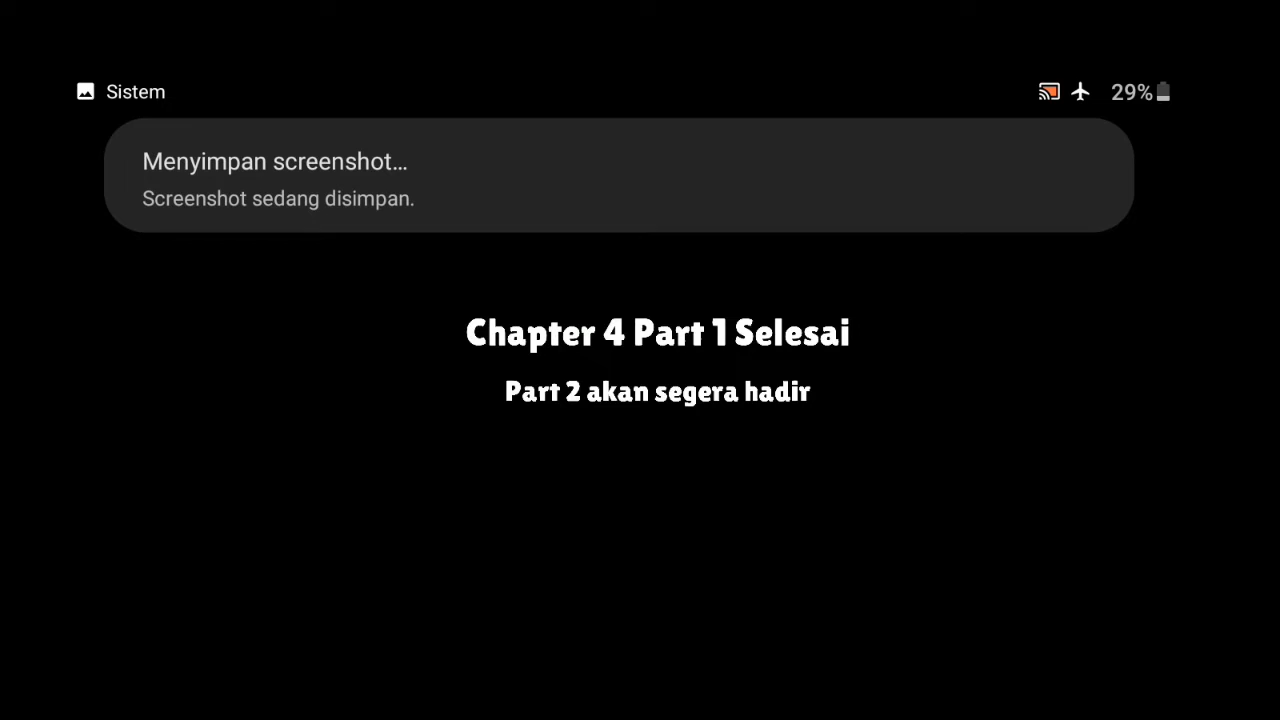 Sistem 29%
Menyimpan screenshot...
Screenshot sedang disimpan.
Chapter 4 Part 1 Selesai
Part 2 akan segera hadir